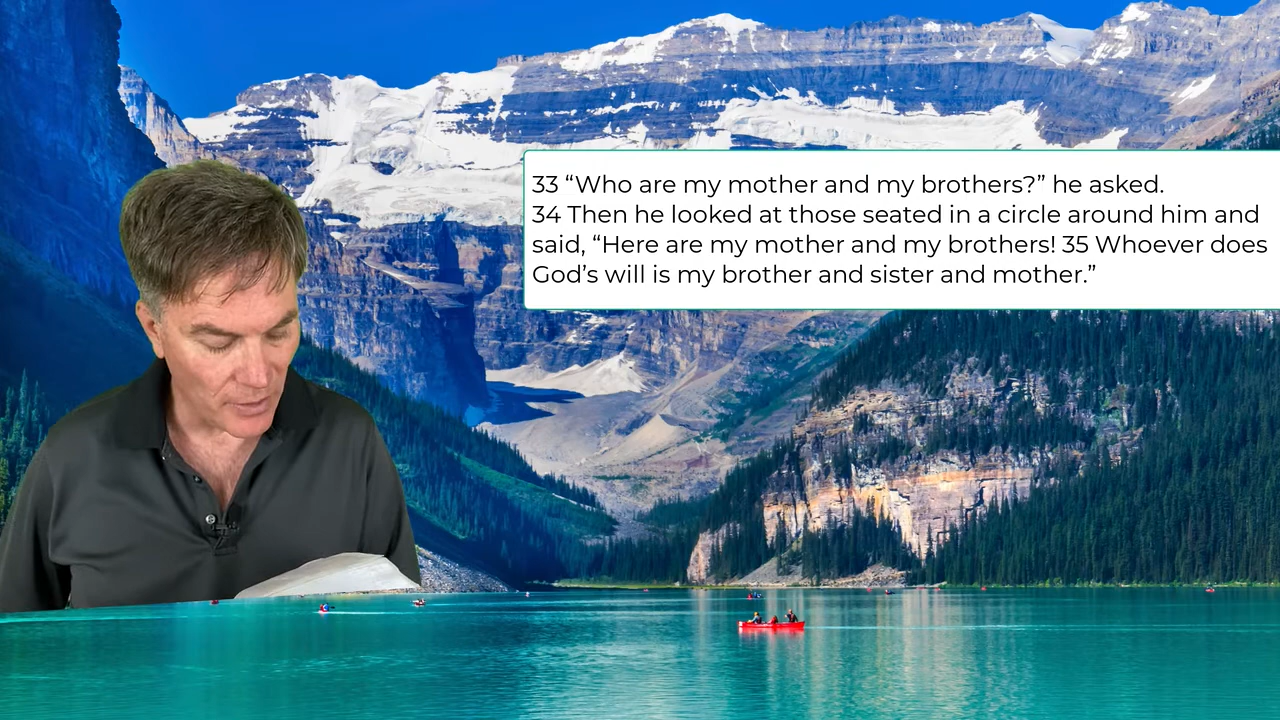 33 “Who are my mother and my brothers?” he asked.
34 Then he looked at those seated in a circle around him and
said, “Here are my mother and my brothers! 35 Whoever does
God’s will is my brother and sister and mother.”